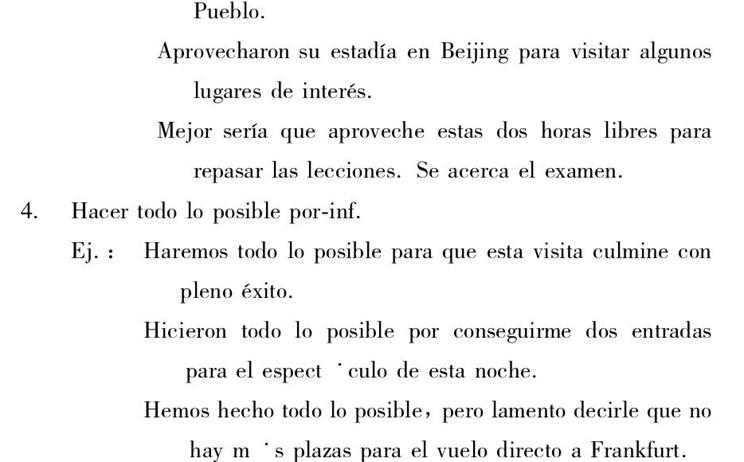 Pueblo.
Aprovecharon su estadía en Beijing para visitar algunos
lugares de interés.
Mejor sería que aproveche estas dos horas libres para
repasar las lecciones. Se acerca el examen.
4. Hacer todo lo posible por-inf.
Ej.： Haremos todo lo posible para que esta visita culmine con
pleno éxito.
Hicieron todo lo posible por conseguirme dos entradas
para el espect ˙culo de esta noche.
Hemos hecho todo lo posible，pero lamento decirle que no
hay m ˙s plazas para el vuelo directo a Frankfurt.